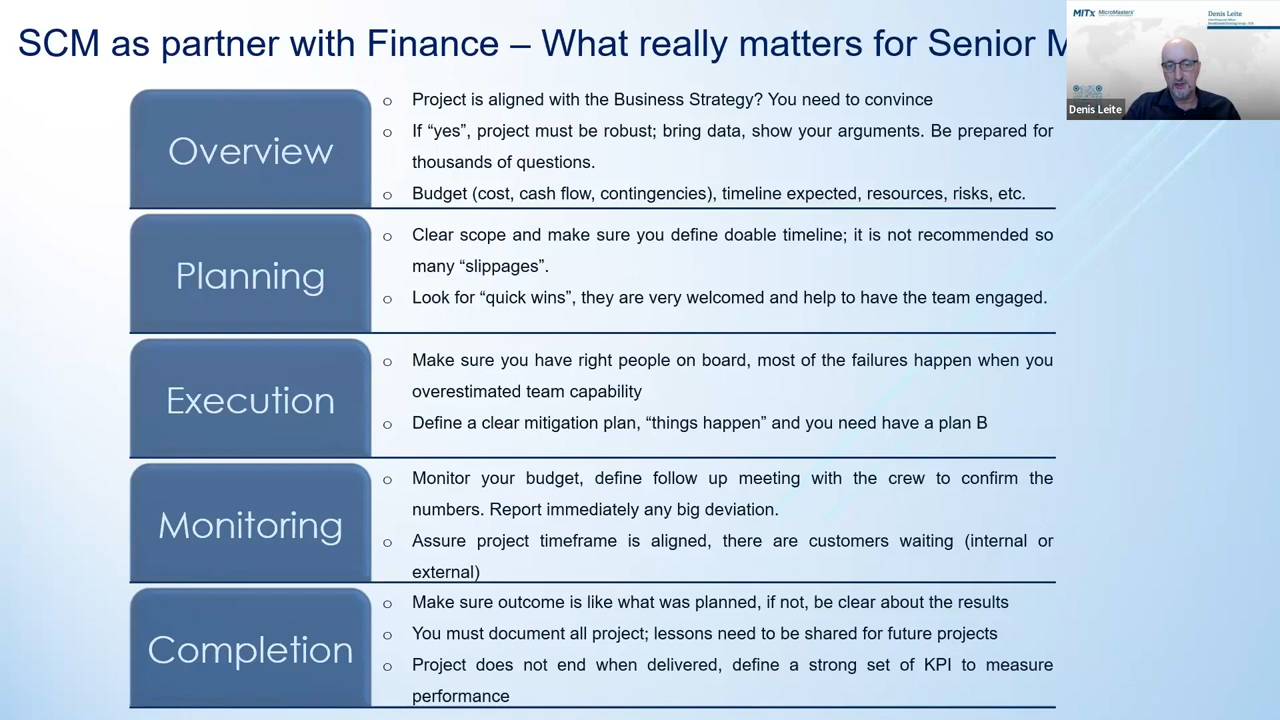 SCM as partner with Finance – What really matters for Senior M
MITx MicroMasters
Denis Leite
Denis Leite
Overview
o Project is aligned with the Business Strategy? You need to convince
o If “yes”, project must be robust; bring data, show your arguments. Be prepared for
thousands of questions.
o Budget (cost, cash flow, contingencies), timeline expected, resources, risks, etc.
Planning
o Clear scope and make sure you define doable timeline; it is not recommended so
many “slippages”.
o Look for “quick wins”, they are very welcomed and help to have the team engaged.
Execution
o Make sure you have right people on board, most of the failures happen when you
overestimated team capability
o Define a clear mitigation plan, “things happen” and you need have a plan B
Monitoring
o Monitor your budget, define follow up meeting with the crew to confirm the
numbers. Report immediately any big deviation.
o Assure project timeframe is aligned, there are customers waiting (internal or
external)
Completion
o Make sure outcome is like what was planned, if not, be clear about the results
o You must document all project; lessons need to be shared for future projects
o Project does not end when delivered, define a strong set of KPI to measure
performance